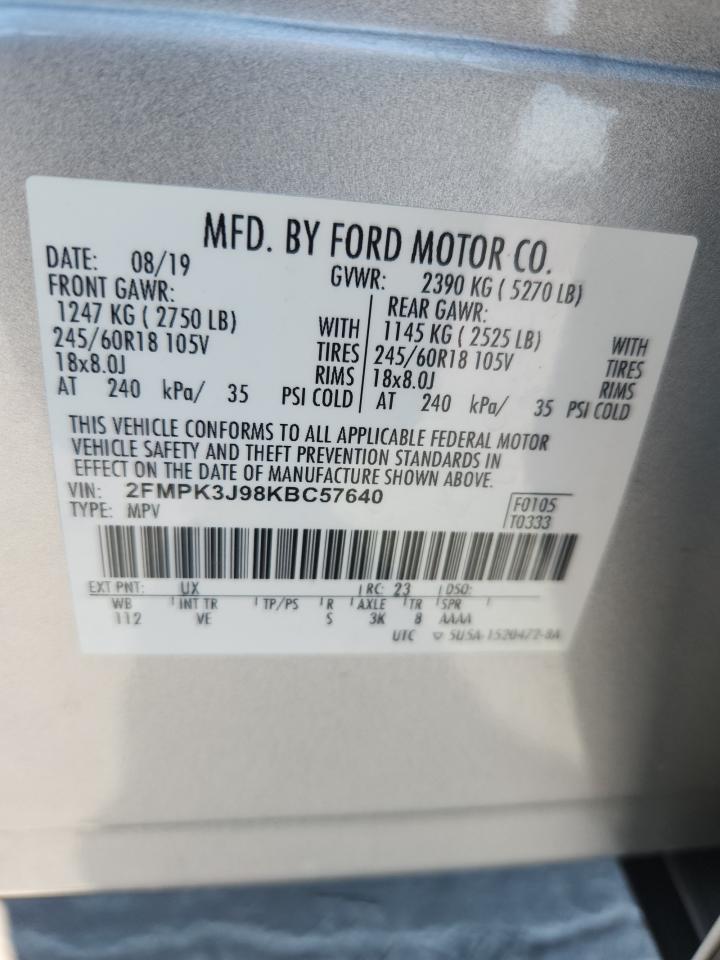 MFD. BY FORD MOTOR CO.
DATE: 08/19
GVWR: 2390 KG ( 5270 LB)
FRONT GAWR:
1247 KG ( 2750 LB) WITH
245/60R18 105V TIRES
18x8.0J RIMS
AT 240 kPa/ 35 PSI COLD
REAR GAWR:
1145 KG ( 2525 LB) WITH
245/60R18 105V TIRES
18x8.0J RIMS
AT 240 kPa/ 35 PSI COLD
THIS VEHICLE CONFORMS TO ALL APPLICABLE FEDERAL MOTOR
VEHICLE SAFETY AND THEFT PREVENTION STANDARDS IN
EFFECT ON THE DATE OF MANUFACTURE SHOWN ABOVE.
VIN: 2FMPK3J98KBC57640
TYPE: MPV
F0105
T0333
EXT PNT: UX RC: 23 DSO:
WB INT TR TP/PS R AXLE TR SPR
112 VE S 3K 8 AAAA
UTC